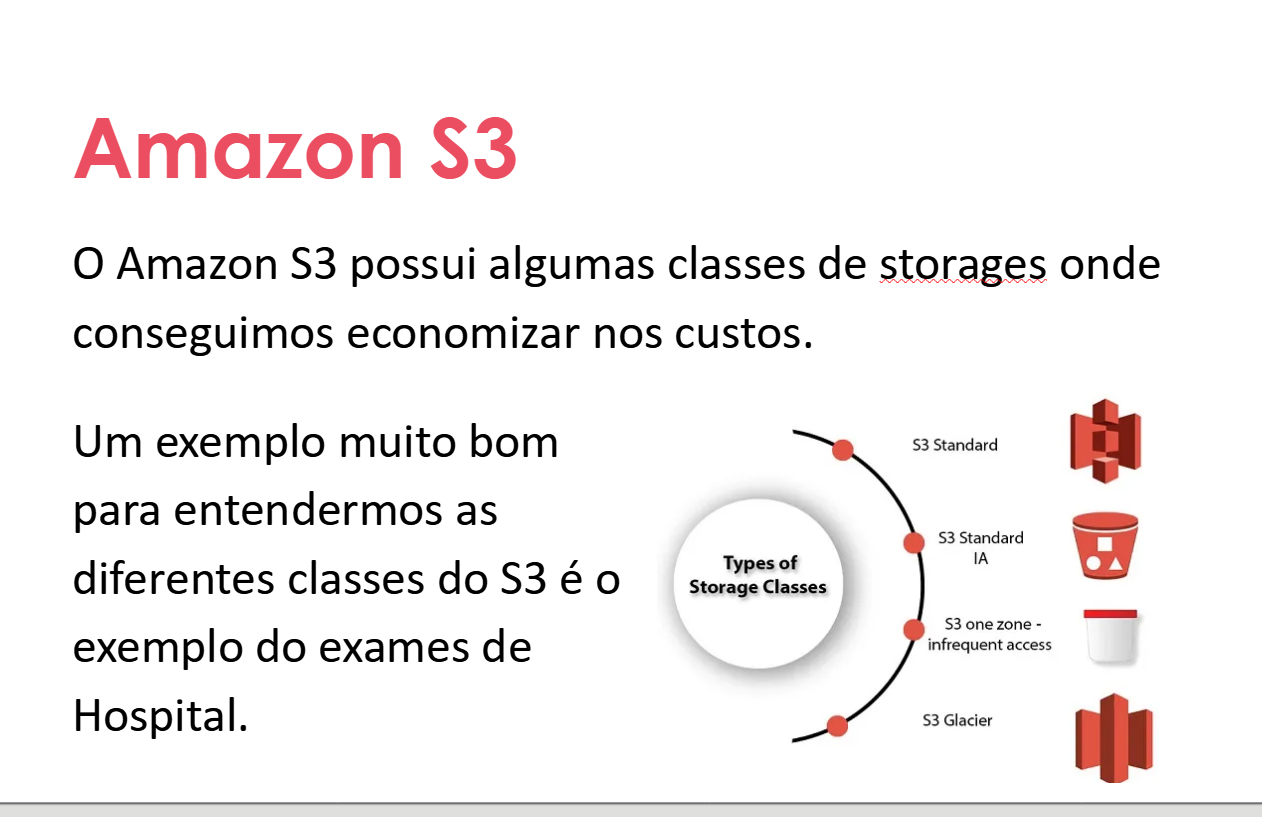 Amazon S3
O Amazon S3 possui algumas classes de storages onde
conseguimos economizar nos custos.
Um exemplo muito bom
para entendermos as
diferentes classes do S3 é o
exemplo do exames de
Hospital.
Types of
Storage Classes
S3 Standard
S3 Standard
IA
S3 one zone -
infrequent access
S3 Glacier